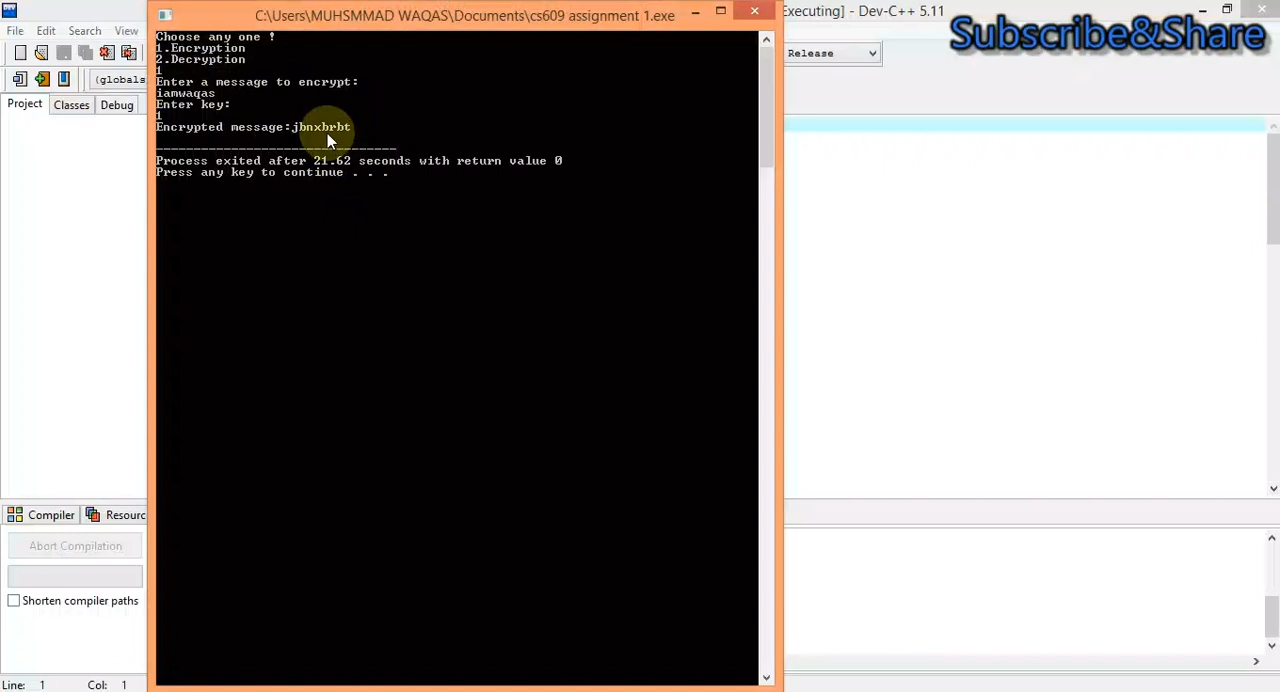 C:\Users\MUHSMMAD WAQAS\Documents\cs609 assignment 1.exe
Executing] - Dev-C++ 5.11
Subscribe&Share
File Edit Search View
Release
(globals
Project Classes Debug
Choose any one !
1.Encryption
2.Decryption
1
Enter a message to encrypt:
iamwaqas
Enter key:
1
Encrypted message:jbnxbrbt
--------------------------------
Process exited after 21.62 seconds with return value 0
Press any key to continue . . .
Compiler Resourc
Abort Compilation
Shorten compiler paths
Line: 1 Col: 1